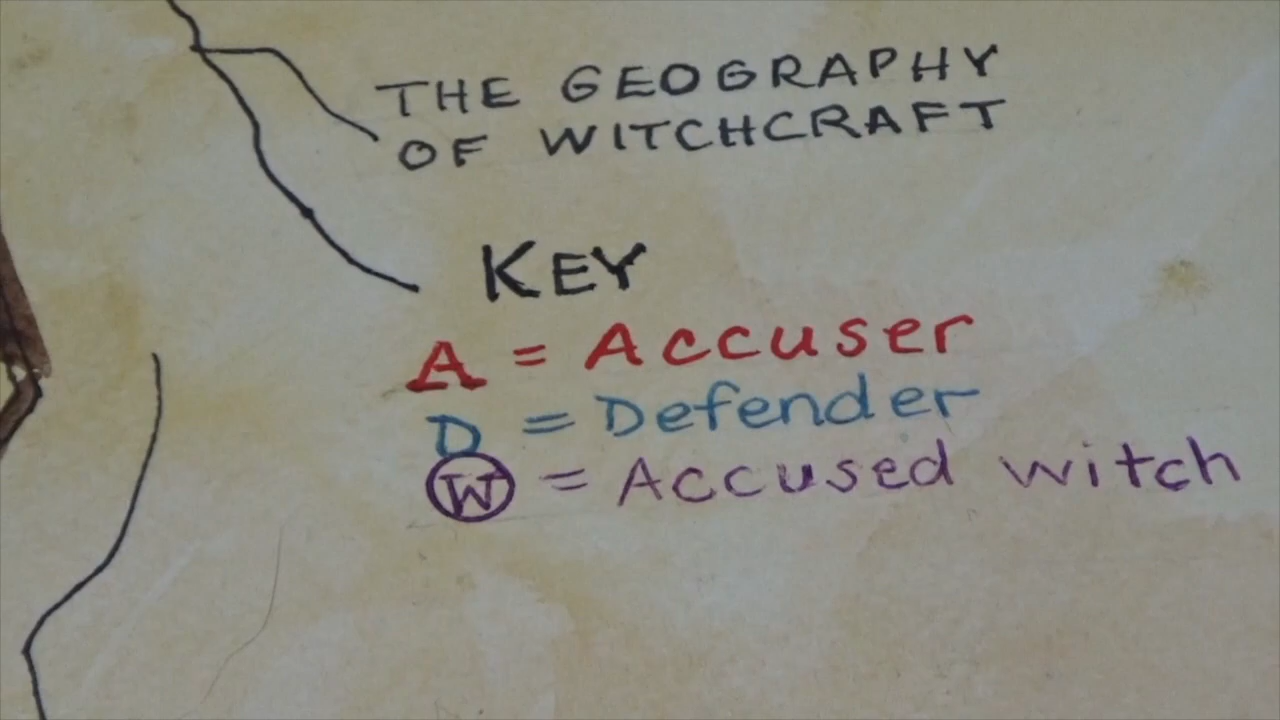 THE GEOGRAPHY
OF WITCHCRAFT
KEY
A = Accuser
D = Defender
W = Accused witch